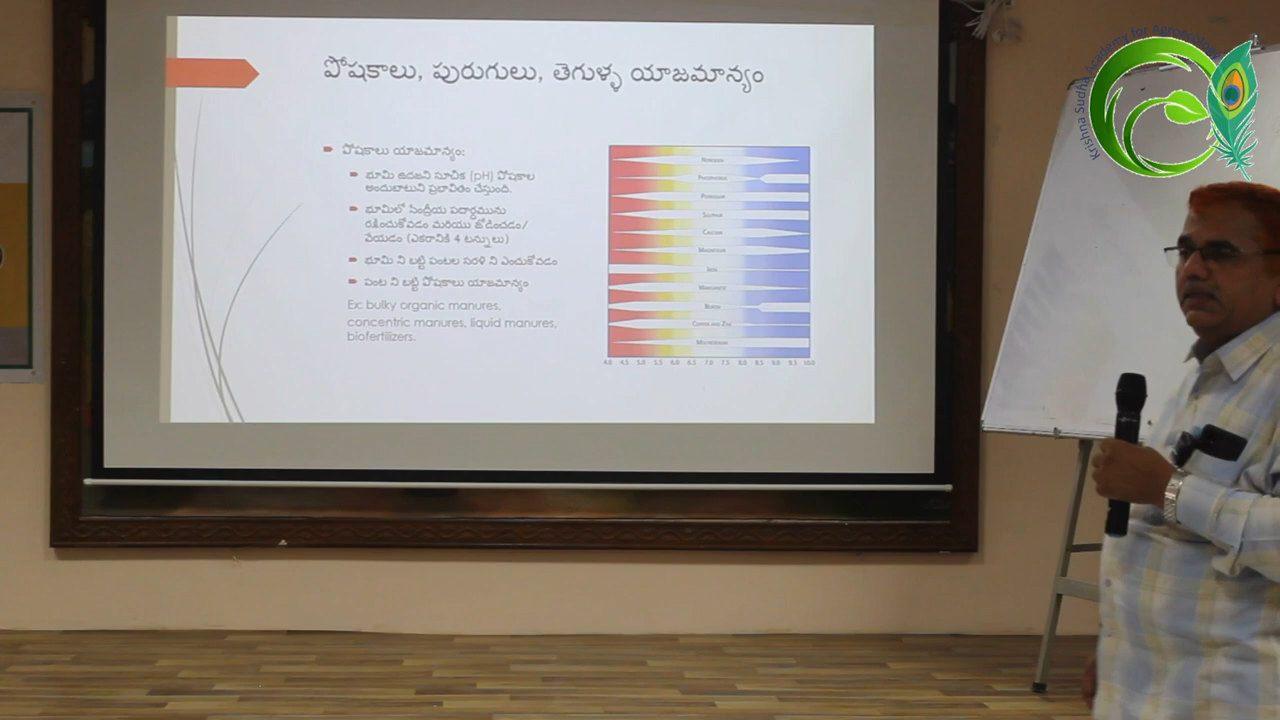 పోషకాలు, పురుగులు, తెగుళ్ళ యాజమాన్యం
పోషకాలు యాజమాన్యం:
భూమి ఉదజని సూచిక (pH) పోషకాల
అందుబాటుని ప్రభావితం చేస్తుంది.
భూమిలో సేంద్రీయ పదార్థమును
రక్షించుకోవడం మరియు జోడించడం/
వేయడం (ఎకరానికి 4 టన్నులు)
భూమి ని బట్టి పంటల సరళి ని ఎంచుకోవడం
పంట ని బట్టి పోషకాలు యాజమాన్యం
Ex: bulky organic manures,
concentric manures, liquid manures,
biofertilizers.
Nitrogen
Phosphorus
Potassium
Sulphur
Calcium
Magnesium
Iron
Manganese
Boron
Copper and Zinc
Molybdenum
4.0 4.5 5.0 5.5 6.0 6.5 7.0 7.5 8.0 8.5 9.0 9.5 10.0
Krishna Sudha Academy for